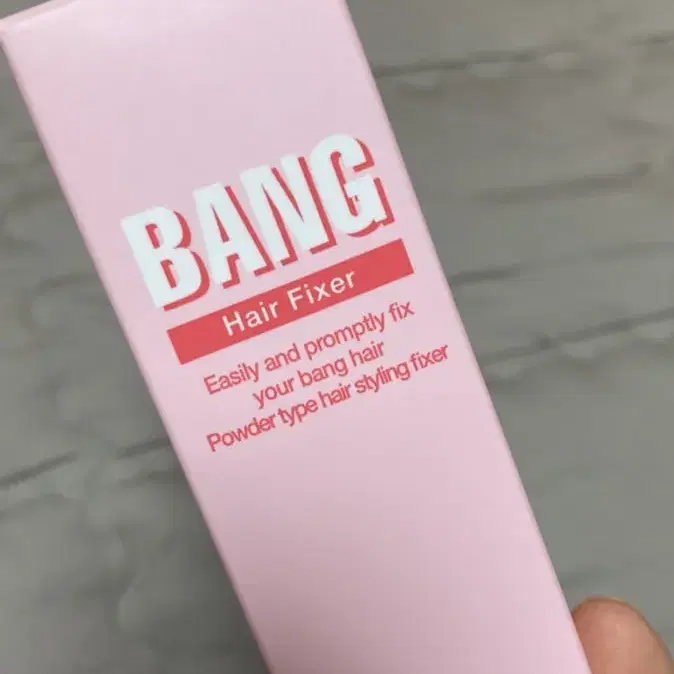 BANG
Hair Fixer
Easily and promptly fix
your bang hair
Powder type hair styling fixer